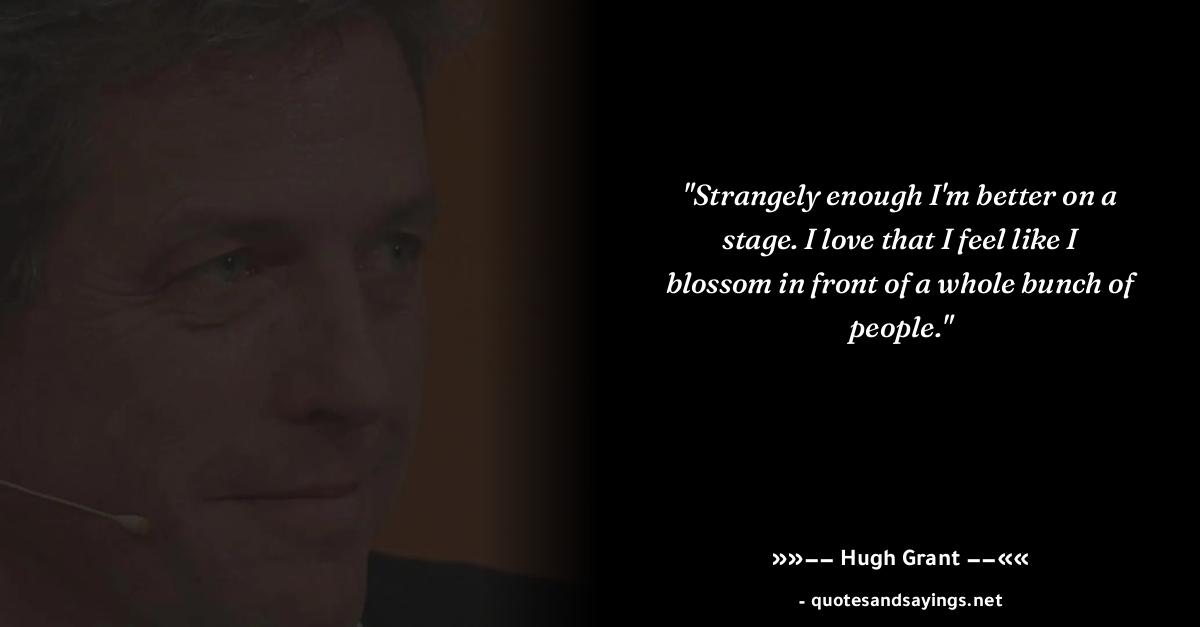 "Strangely enough I'm better on a
stage. I love that I feel like I
blossom in front of a whole bunch of
people."
»»−− Hugh Grant −−««
- quotesandsayings.net